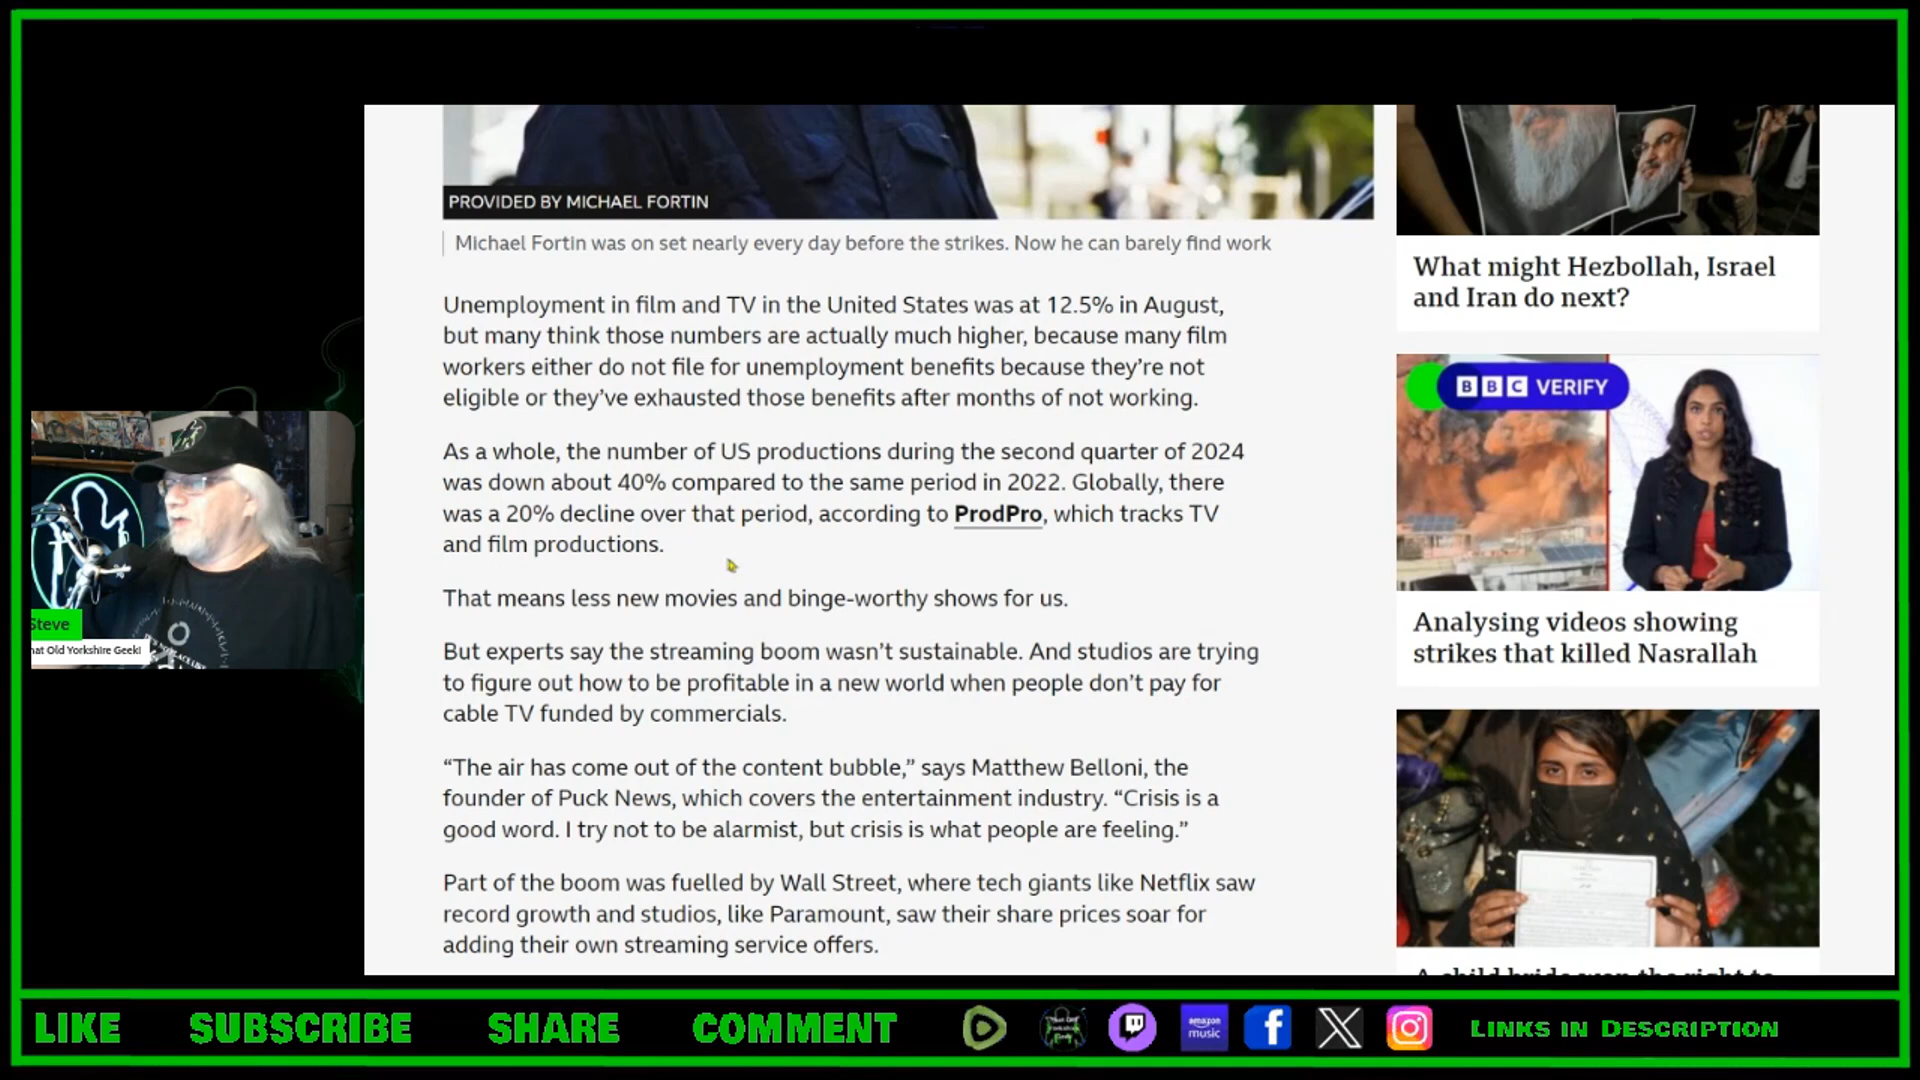 PROVIDED BY MICHAEL FORTIN
Michael Fortin was on set nearly every day before the strikes. Now he can barely find work
Unemployment in film and TV in the United States was at 12.5% in August,
but many think those numbers are actually much higher, because many film
workers either do not file for unemployment benefits because they’re not
eligible or they’ve exhausted those benefits after months of not working.
As a whole, the number of US productions during the second quarter of 2024
was down about 40% compared to the same period in 2022. Globally, there
was a 20% decline over that period, according to ProdPro, which tracks TV
and film productions.
That means less new movies and binge-worthy shows for us.
But experts say the streaming boom wasn’t sustainable. And studios are trying
to figure out how to be profitable in a new world when people don’t pay for
cable TV funded by commercials.
“The air has come out of the content bubble,” says Matthew Belloni, the
founder of Puck News, which covers the entertainment industry. “Crisis is a
good word. I try not to be alarmist, but crisis is what people are feeling.”
Part of the boom was fuelled by Wall Street, where tech giants like Netflix saw
record growth and studios, like Paramount, saw their share prices soar for
adding their own streaming service offers.
What might Hezbollah, Israel
and Iran do next?
BBC VERIFY
Analysing videos showing
strikes that killed Nasrallah
A child bride won the right to
Steve
hat Old Yorkshire Geek!
LIKE SUBSCRIBE SHARE COMMENT
amazon
music
LINKS IN DESCRIPTION